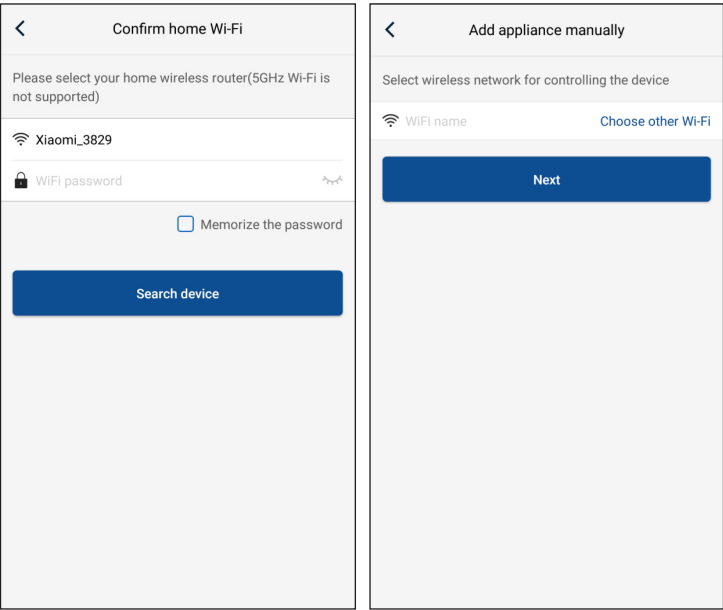 Confirm home Wi-Fi
Please select your home wireless router(5GHz Wi-Fi is
not supported)
Xiaomi_3829
WiFi password
Memorize the password
Search device
Add appliance manually
Select wireless network for controlling the device
WiFi name
Choose other Wi-Fi
Next